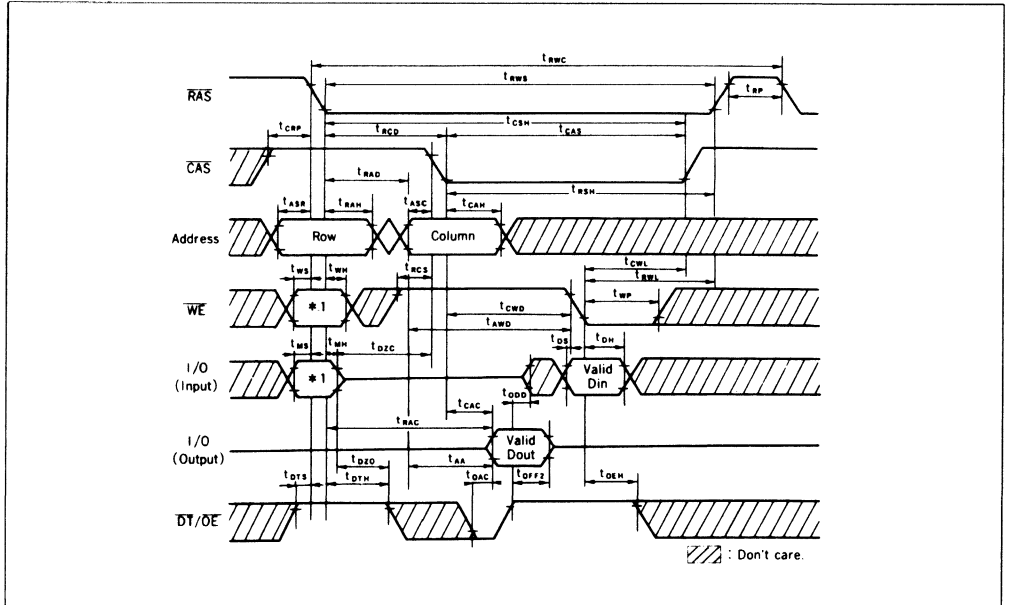 tRWC
tRWS
tRP
RAS
tCSH
tCRP
tRCD
tCAS
CAS
tRAD
tRSH
tASR
tRAH
tASC
tCAH
Address
Row
Column
tCWL
tWS
tWH
tRCS
tRWL
tWP
WE
*1
tCWD
tAWD
tMS
tMH
tDZC
tDS
tDH
I/O
(Input)
*1
Valid
Din
tODD
tCAC
tRAC
I/O
(Output)
Valid
Dout
tDZO
tAA
tDTS
tDTH
tOAC
tOFF2
tOEH
DT/OE
: Don't care.